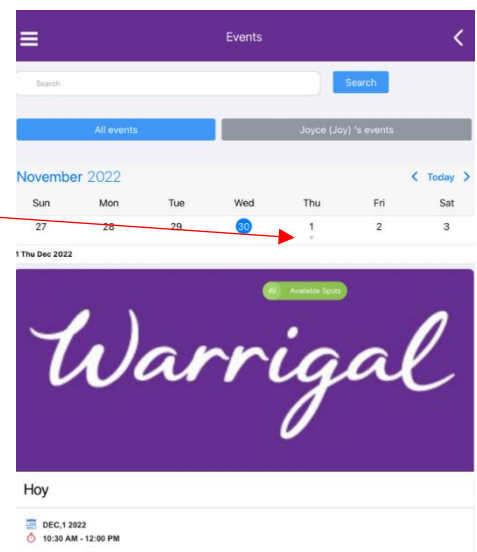 Events
Search
Search
All events
Joyce (Joy) 's events
November 2022
Today
Sun Mon Tue Wed Thu Fri Sat
27 28 29 30 1 2 3
1 Thu Dec 2022
49 Available Spots
Warrigal
Hoy
DEC,1 2022
10:30 AM - 12:00 PM